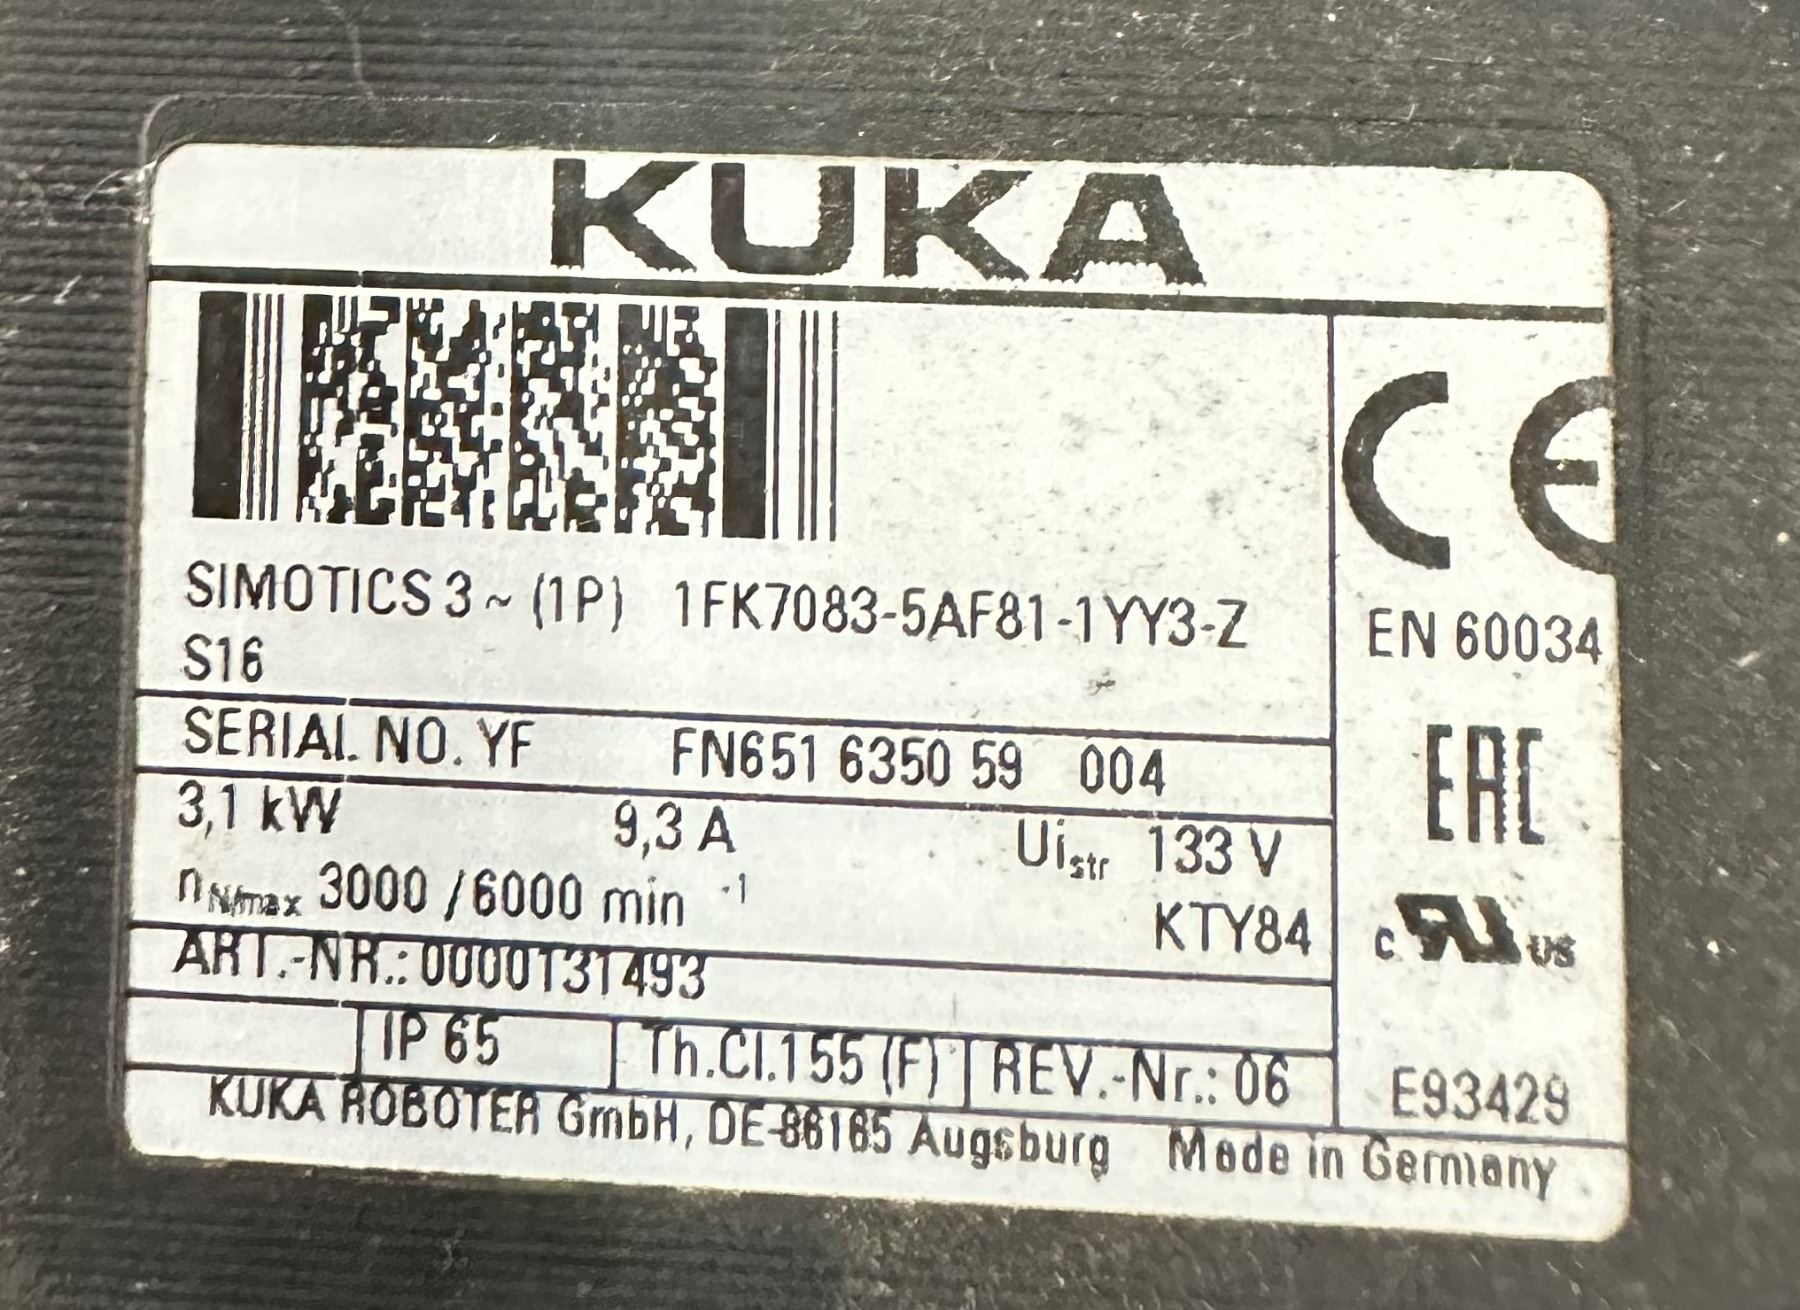 KUKA
SIMOTICS 3 ~ (1P) 1FK7083-5AF81-1YY3-Z
S16
EN 60034
SERIAL NO. YF FN651 6350 59 004
EAC
3,1 kW 9,3 A Uistr 133 V
nN/max 3000 /6000 min -1 KTY84
c RU us
ART.-NR.: 0000131493
IP 65 Th.Cl.155 (F) REV.-Nr.: 06
E93429
KUKA ROBOTER GmbH, DE-86165 Augsburg Made in Germany
CE